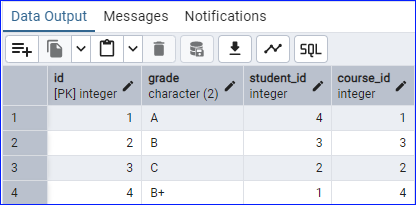 Data Output Messages Notifications
SQL
id grade student_id course_id
[PK] integer character (2) integer integer
1 1 A 4 1
2 2 B 3 3
3 3 C 2 2
4 4 B+ 1 4